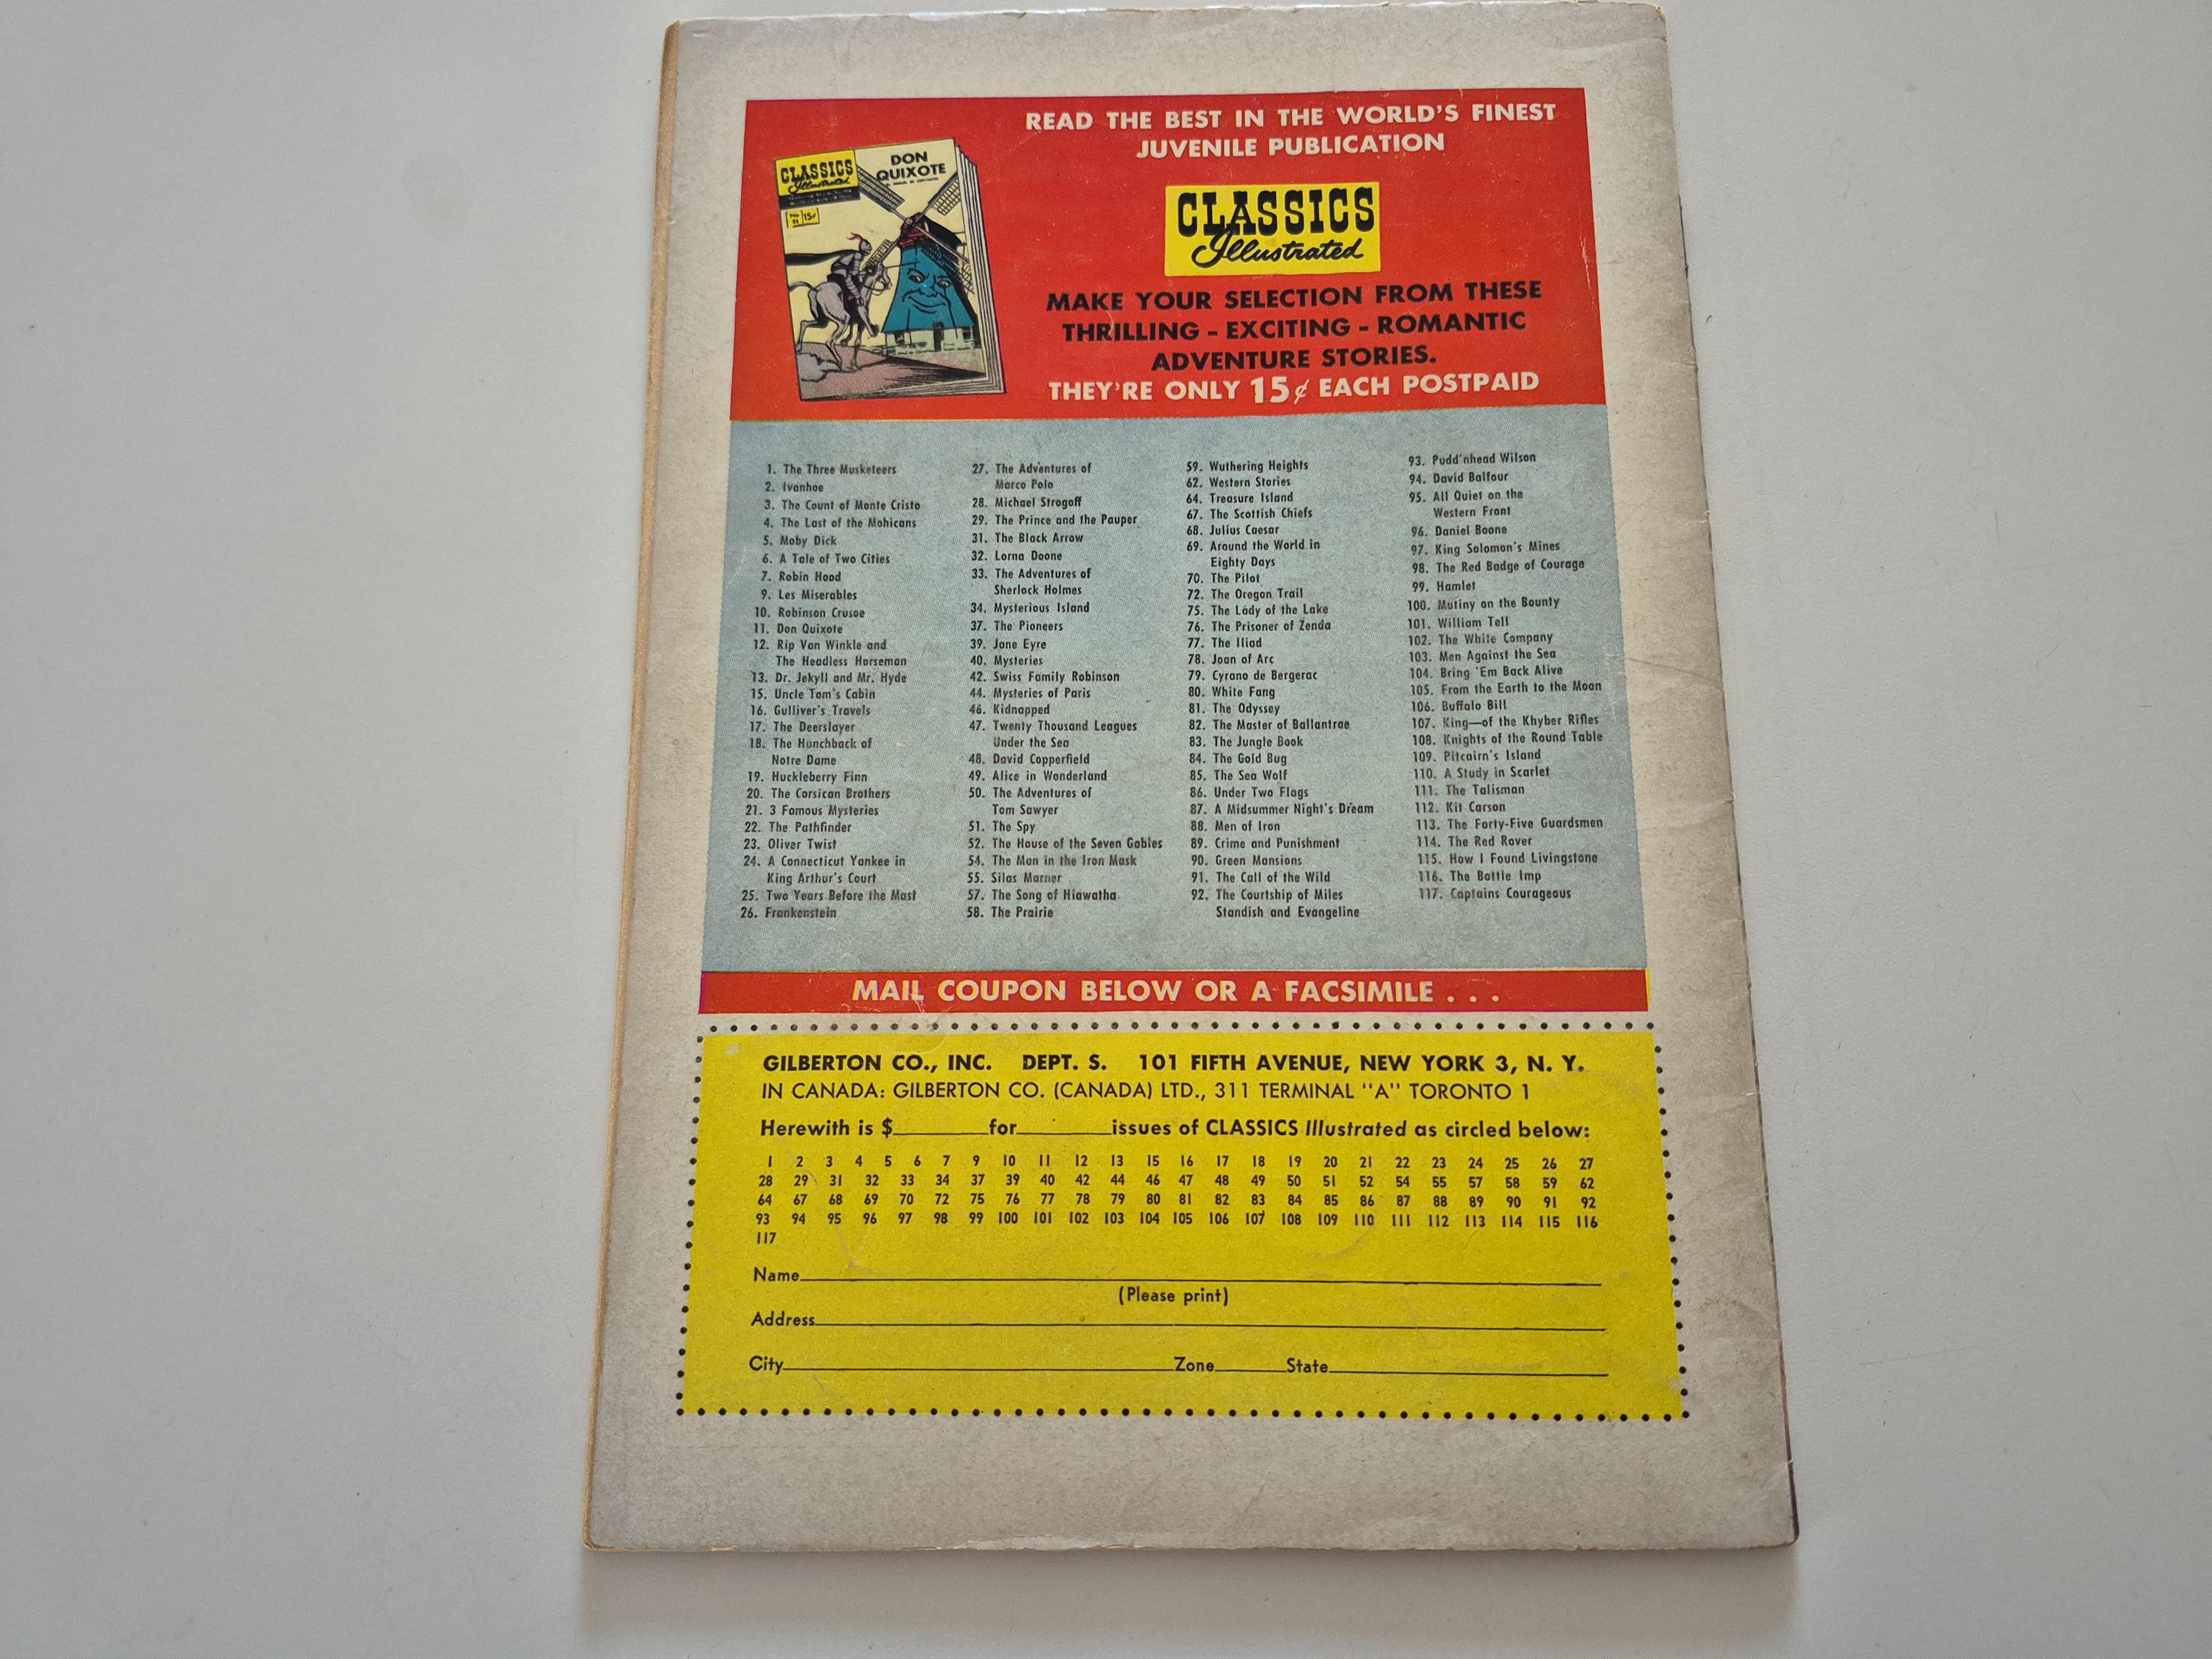 READ THE BEST IN THE WORLD'S FINEST
JUVENILE PUBLICATION
CLASSICS
Illustrated
DON
QUIXOTE
No
11
15¢
CLASSICS
Illustrated
MAKE YOUR SELECTION FROM THESE
THRILLING - EXCITING - ROMANTIC
ADVENTURE STORIES.
THEY'RE ONLY 15¢ EACH POSTPAID
1. The Three Musketeers
2. Ivanhoe
3. The Count of Monte Cristo
4. The Last of the Mohicans
5. Moby Dick
6. A Tale of Two Cities
7. Robin Hood
9. Les Miserables
10. Robinson Crusoe
11. Don Quixote
12. Rip Van Winkle and
The Headless Horseman
13. Dr. Jekyll and Mr. Hyde
15. Uncle Tom's Cabin
16. Gulliver's Travels
17. The Deerslayer
18. The Hunchback of
Notre Dame
19. Huckleberry Finn
20. The Corsican Brothers
21. 3 Famous Mysteries
22. The Pathfinder
23. Oliver Twist
24. A Connecticut Yankee in
King Arthur's Court
25. Two Years Before the Mast
26. Frankenstein
27. The Adventures of
Marco Polo
28. Michael Strogoff
29. The Prince and the Pauper
31. The Black Arrow
32. Lorna Doone
33. The Adventures of
Sherlock Holmes
34. Mysterious Island
37. The Pioneers
39. Jane Eyre
40. Mysteries
42. Swiss Family Robinson
44. Mysteries of Paris
46. Kidnapped
47. Twenty Thousand Leagues
Under the Sea
48. David Copperfield
49. Alice in Wonderland
50. The Adventures of
Tom Sawyer
51. The Spy
52. The House of the Seven Gables
54. The Man in the Iron Mask
55. Silas Marner
57. The Song of Hiawatha
58. The Prairie
59. Wuthering Heights
62. Western Stories
64. Treasure Island
67. The Scottish Chiefs
68. Julius Caesar
69. Around the World in
Eighty Days
70. The Pilot
72. The Oregon Trail
75. The Lady of the Lake
76. The Prisoner of Zenda
77. The Iliad
78. Joan of Arc
79. Cyrano de Bergerac
80. White Fang
81. The Odyssey
82. The Master of Ballantrae
83. The Jungle Book
84. The Gold Bug
85. The Sea Wolf
86. Under Two Flags
87. A Midsummer Night's Dream
88. Men of Iron
89. Crime and Punishment
90. Green Mansions
91. The Call of the Wild
92. The Courtship of Miles
Standish and Evangeline
93. Pudd'nhead Wilson
94. David Balfour
95. All Quiet on the
Western Front
96. Daniel Boone
97. King Solomon's Mines
98. The Red Badge of Courage
99. Hamlet
100. Mutiny on the Bounty
101. William Tell
102. The White Company
103. Men Against the Sea
104. Bring 'Em Back Alive
105. From the Earth to the Moon
106. Buffalo Bill
107. King—of the Khyber Rifles
108. Knights of the Round Table
109. Pitcairn's Island
110. A Study in Scarlet
111. The Talisman
112. Kit Carson
113. The Forty-Five Guardsmen
114. The Red Rover
115. How I Found Livingstone
116. The Bottle Imp
117. Captains Courageous
MAIL COUPON BELOW OR A FACSIMILE . . .
GILBERTON CO., INC. DEPT. S. 101 FIFTH AVENUE, NEW YORK 3, N. Y.
IN CANADA: GILBERTON CO. (CANADA) LTD., 311 TERMINAL "A" TORONTO 1
Herewith is $ for issues of CLASSICS Illustrated as circled below:
1 2 3 4 5 6 7 9 10 11 12 13 15 16 17 18 19 20 21 22 23 24 25 26 27
28 29 31 32 33 34 37 39 40 42 44 46 47 48 49 50 51 52 54 55 57 58 59 62
64 67 68 69 70 72 75 76 77 78 79 80 81 82 83 84 85 86 87 88 89 90 91 92
93 94 95 96 97 98 99 100 101 102 103 104 105 106 107 108 109 110 111 112 113 114 115 116
117
Name
(Please print)
Address
City Zone State